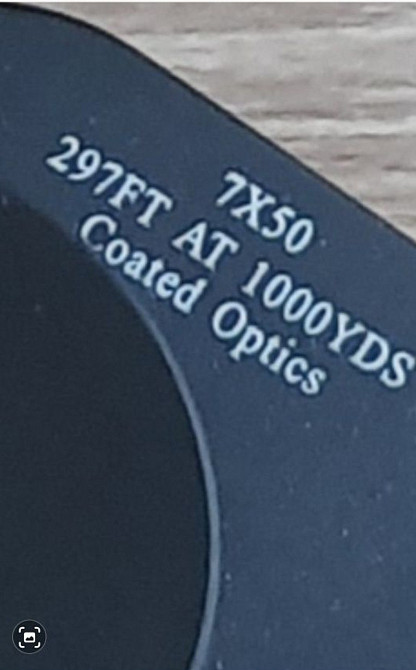 7X50
297FT AT 1000YDS
Coated Optics